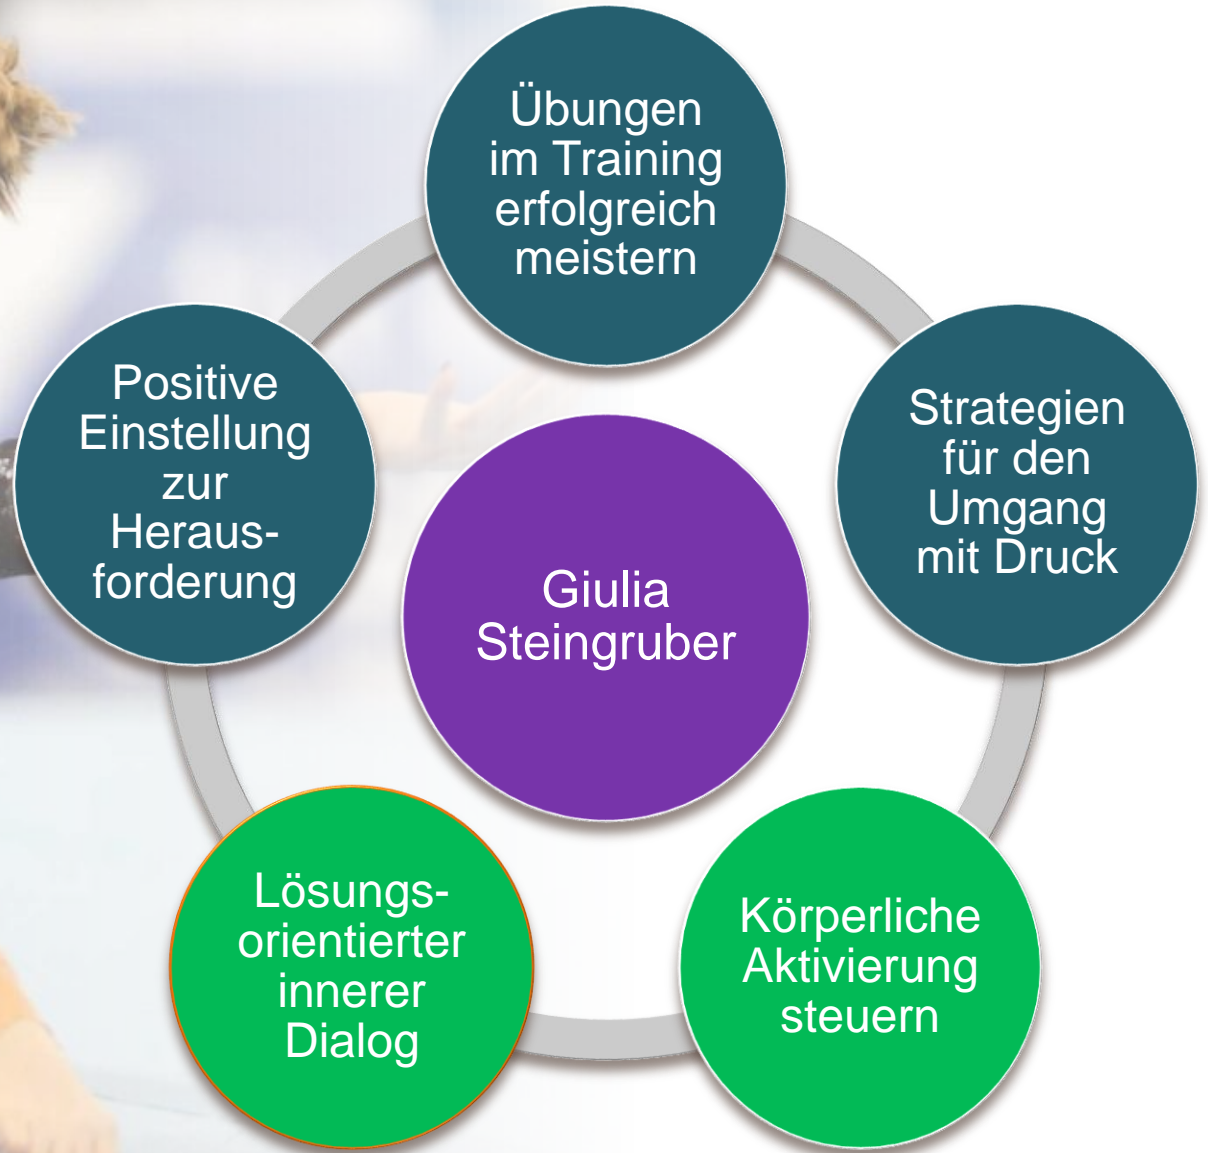 Übungen
im Training
erfolgreich
meistern
Positive
Einstellung
zur
Heraus-
forderung
Strategien
für den
Umgang
mit Druck
Giulia
Steingruber
Lösungs-
orientierter
innerer
Dialog
Körperliche
Aktivierung
steuern